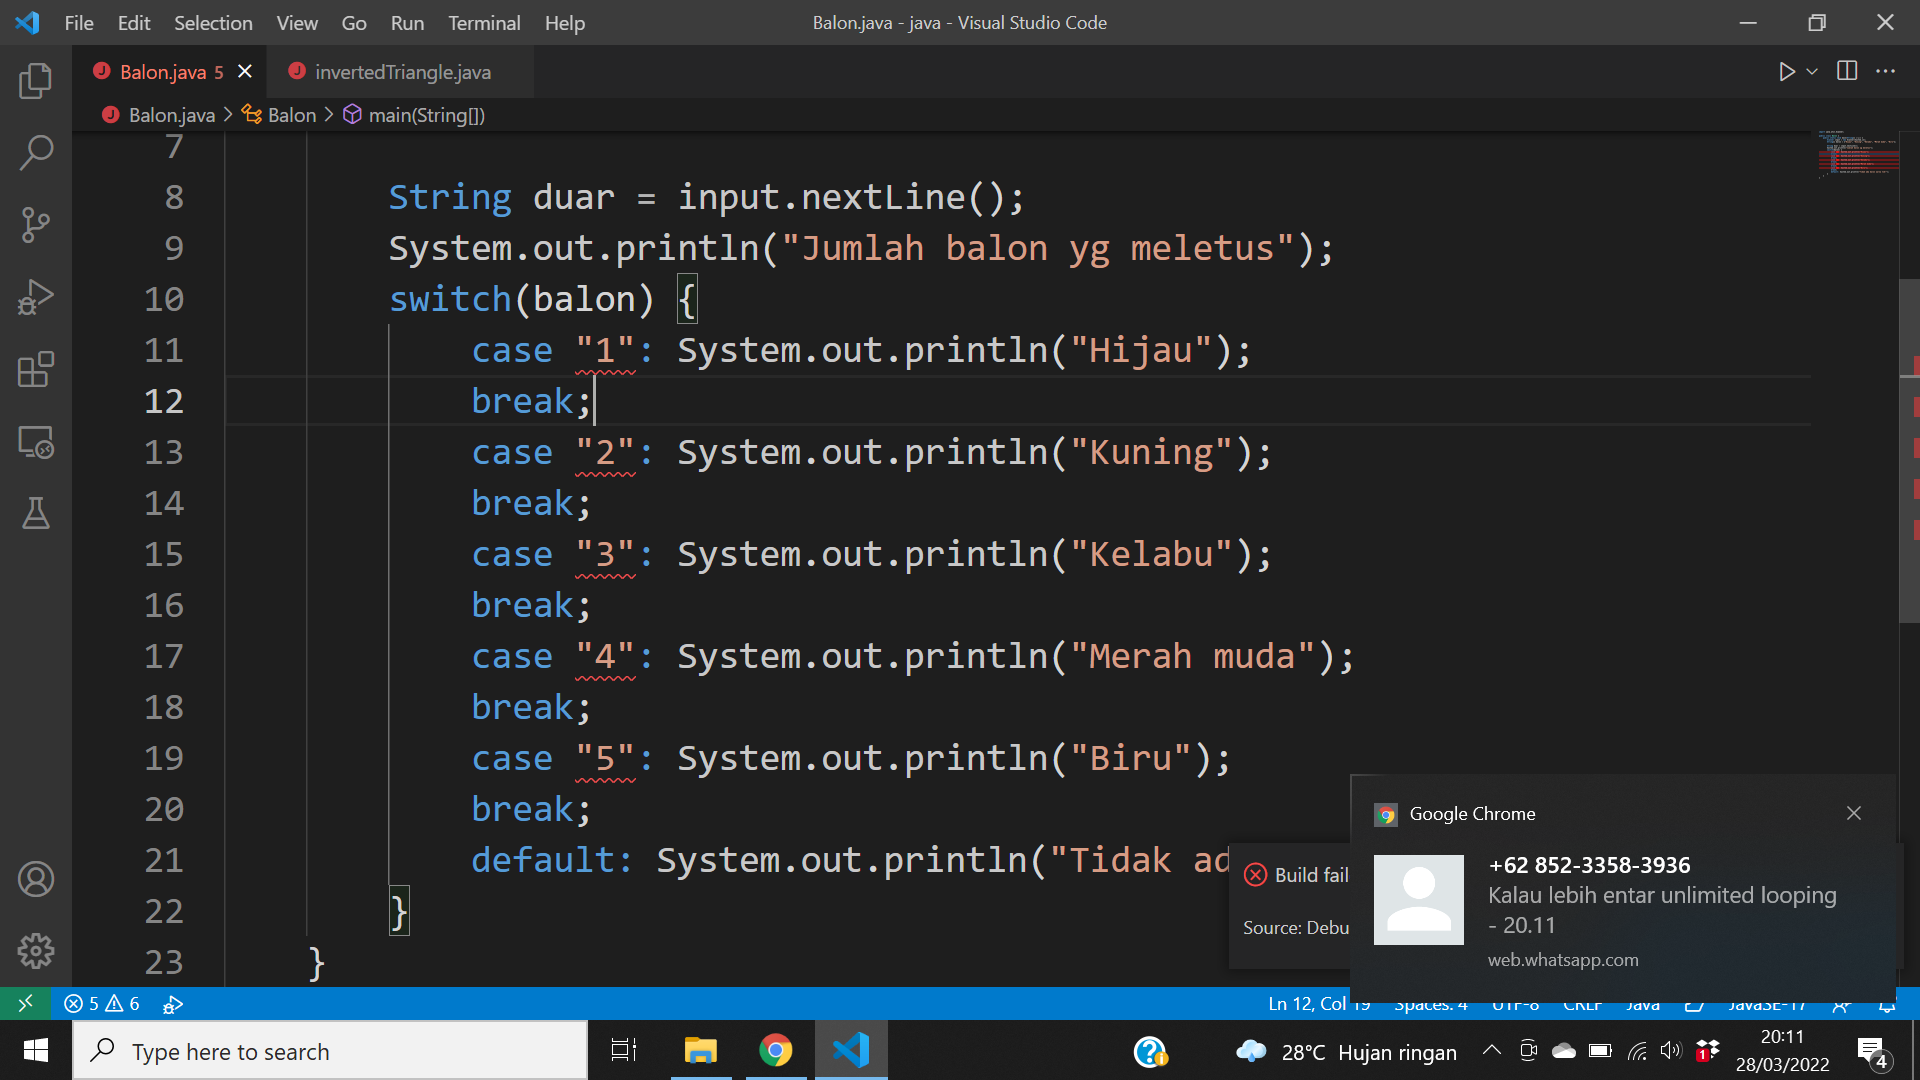 File Edit Selection View Go Run Terminal Help
Balon.java - java - Visual Studio Code
Balon.java 5
invertedTriangle.java
Balon.java > Balon > main(String[])
7
8 String duar = input.nextLine();
9 System.out.println("Jumlah balon yg meletus");
10 switch(balon) {
11 case "1": System.out.println("Hijau");
12 break;
13 case "2": System.out.println("Kuning");
14 break;
15 case "3": System.out.println("Kelabu");
16 break;
17 case "4": System.out.println("Merah muda");
18 break;
19 case "5": System.out.println("Biru");
20 break;
21 default: System.out.println("Tidak ad
22 }
23 }
Build fail
Source: Debu
Google Chrome
+62 852-3358-3936
Kalau lebih entar unlimited looping
- 20.11
web.whatsapp.com
5 6
Ln 12, Col 19 Spaces: 4 UTF-8 CRLF Java JavaSE-17
Type here to search
28°C Hujan ringan
1
20:11
28/03/2022
4